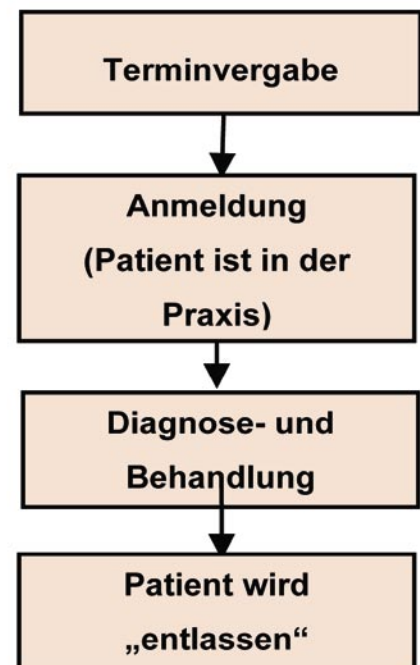 Terminvergabe
Anmeldung
(Patient ist in der
Praxis)
Diagnose- und
Behandlung
Patient wird
„entlassen“